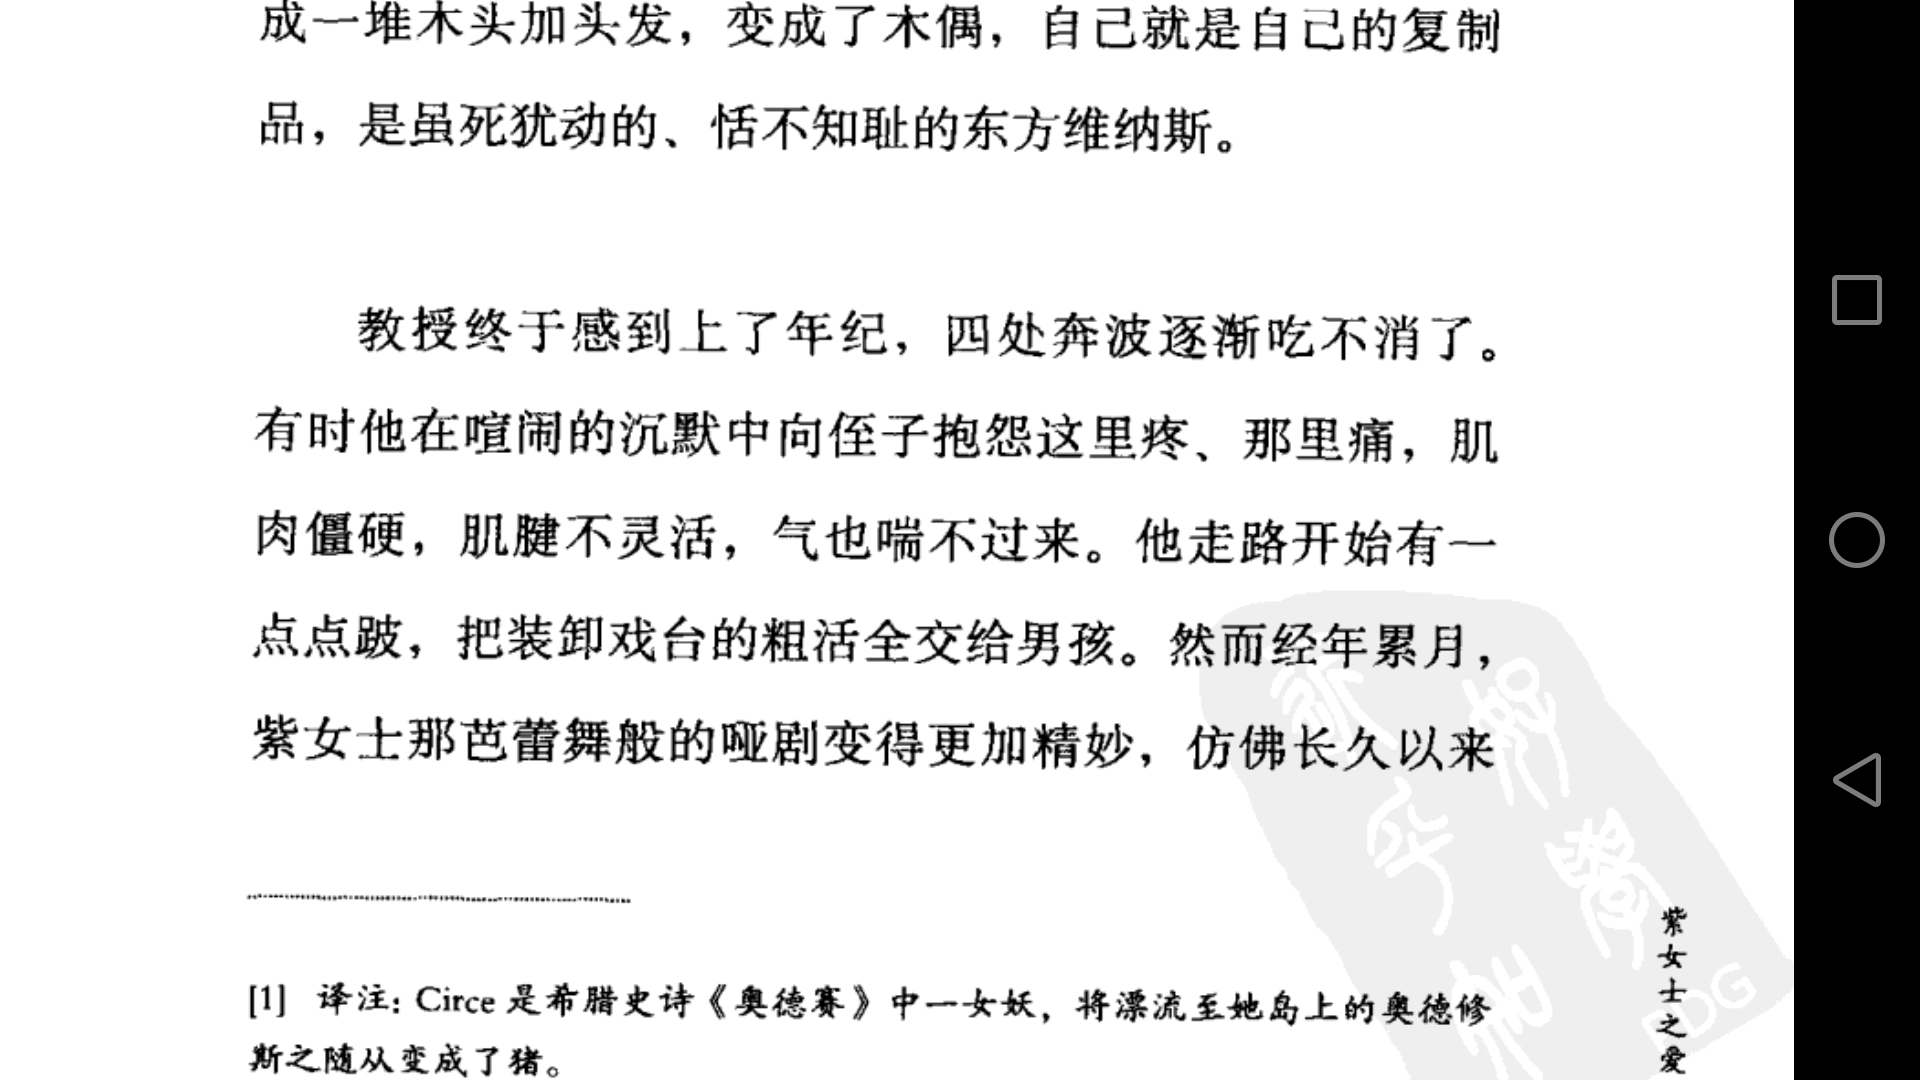 成一堆木头加头发，变成了木偶，自己就是自己的复制
品，是虽死犹动的、恬不知耻的东方维纳斯。
教授终于感到上了年纪，四处奔波逐渐吃不消了。
有时他在喧闹的沉默中向侄子抱怨这里疼、那里痛，肌
肉僵硬，肌腱不灵活，气也喘不过来。他走路开始有一
点点跛，把装卸戏台的粗活全交给男孩。然而经年累月，
紫女士那芭蕾舞般的哑剧变得更加精妙，仿佛长久以来
[1] 译注：Circe 是希腊史诗《奥德赛》中一女妖，将漂流至她岛上的奥德修
斯之随从变成了猪。
紫女士之爱
PDG